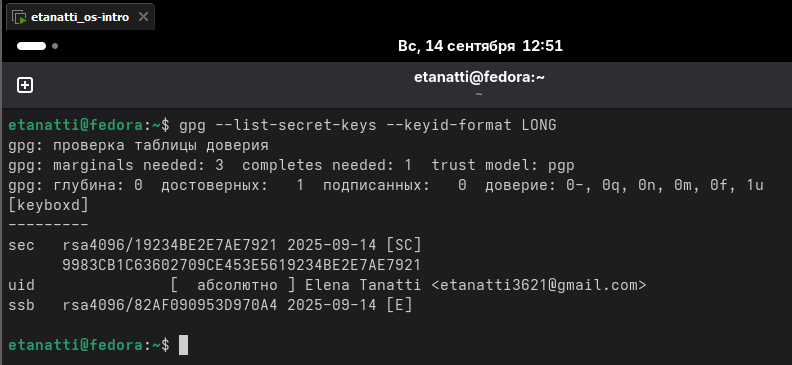 etanatti_os-intro
Вс, 14 сентября 12:51
etanatti@fedora:~
~
etanatti@fedora:~$ gpg --list-secret-keys --keyid-format LONG
gpg: проверка таблицы доверия
gpg: marginals needed: 3  completes needed: 1  trust model: pgp
gpg: глубина: 0  достоверных:   1  подписанных:   0  доверие: 0-, 0q, 0n, 0m, 0f, 1u
[keyboxd]
---------
sec   rsa4096/19234BE2E7AE7921 2025-09-14 [SC]
      9983CB1C63602709CE453E5619234BE2E7AE7921
uid              [  абсолютно ] Elena Tanatti <etanatti3621@gmail.com>
ssb   rsa4096/82AF090953D970A4 2025-09-14 [E]
etanatti@fedora:~$